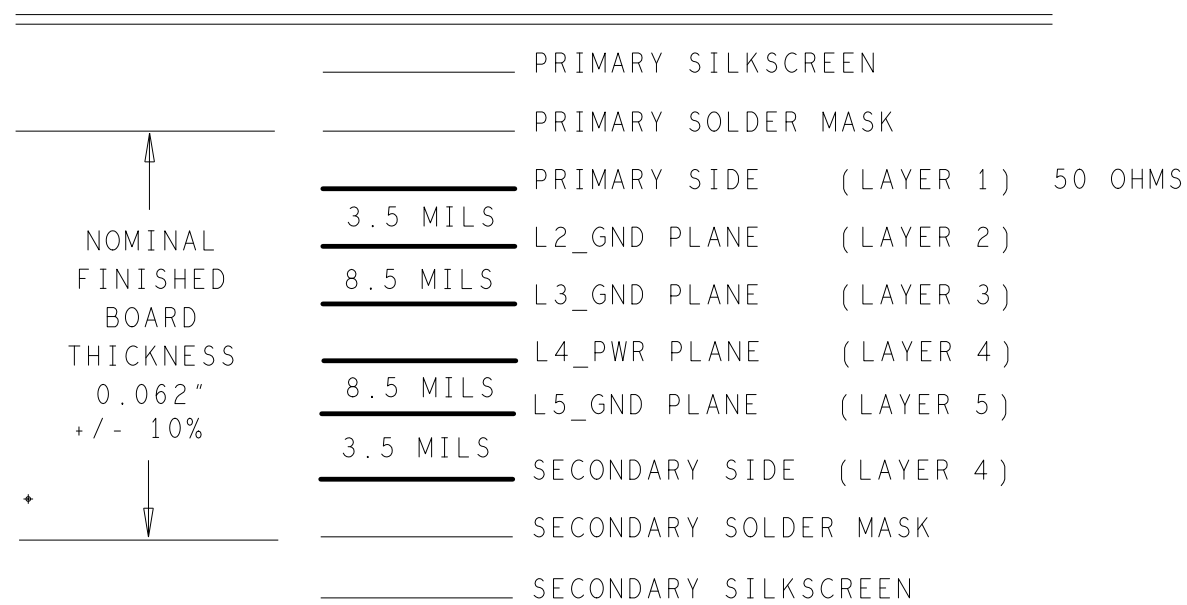 PRIMARY SILKSCREEN
PRIMARY SOLDER MASK
PRIMARY SIDE (LAYER 1) 50 OHMS
3.5 MILS
L2_GND PLANE (LAYER 2)
8.5 MILS
L3_GND PLANE (LAYER 3)
L4_PWR PLANE (LAYER 4)
8.5 MILS
L5_GND PLANE (LAYER 5)
3.5 MILS
SECONDARY SIDE (LAYER 4)
SECONDARY SOLDER MASK
SECONDARY SILKSCREEN
NOMINAL
FINISHED
BOARD
THICKNESS
0.062"
+/- 10%